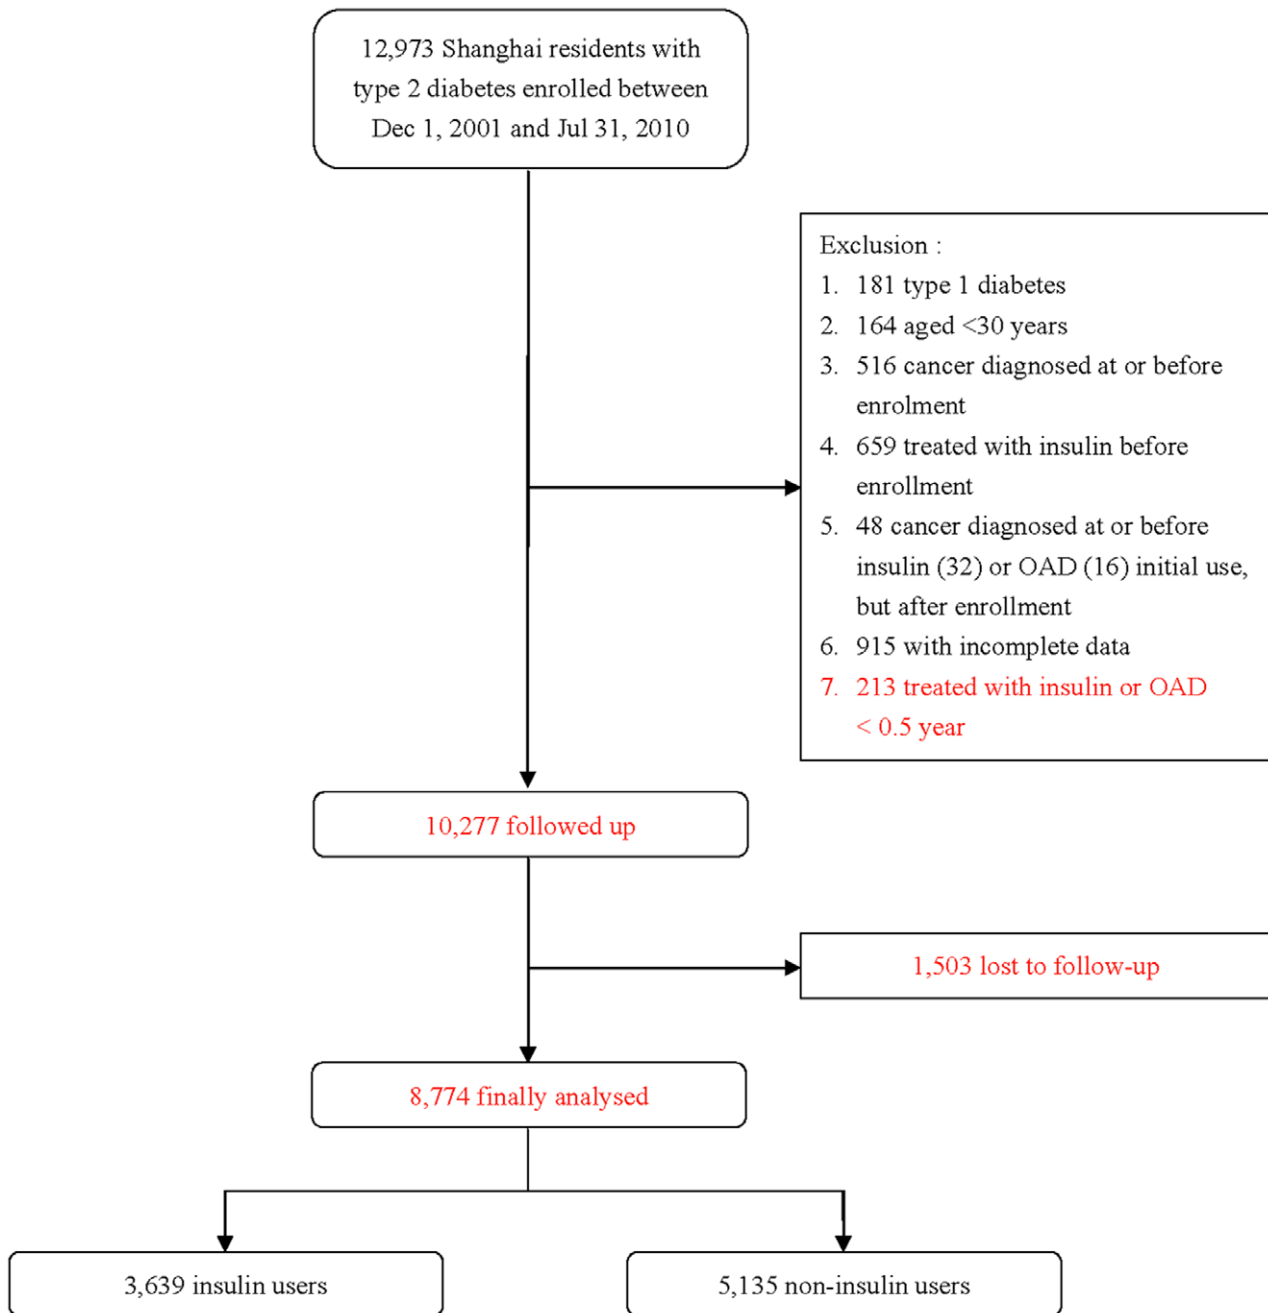 12,973 Shanghai residents with
type 2 diabetes enrolled between
Dec 1, 2001 and Jul 31, 2010
Exclusion :
1. 181 type 1 diabetes
2. 164 aged <30 years
3. 516 cancer diagnosed at or before
enrolment
4. 659 treated with insulin before
enrollment
5. 48 cancer diagnosed at or before
insulin (32) or OAD (16) initial use,
but after enrollment
6. 915 with incomplete data
7. 213 treated with insulin or OAD
< 0.5 year
10,277 followed up
1,503 lost to follow-up
8,774 finally analysed
3,639 insulin users
5,135 non-insulin users